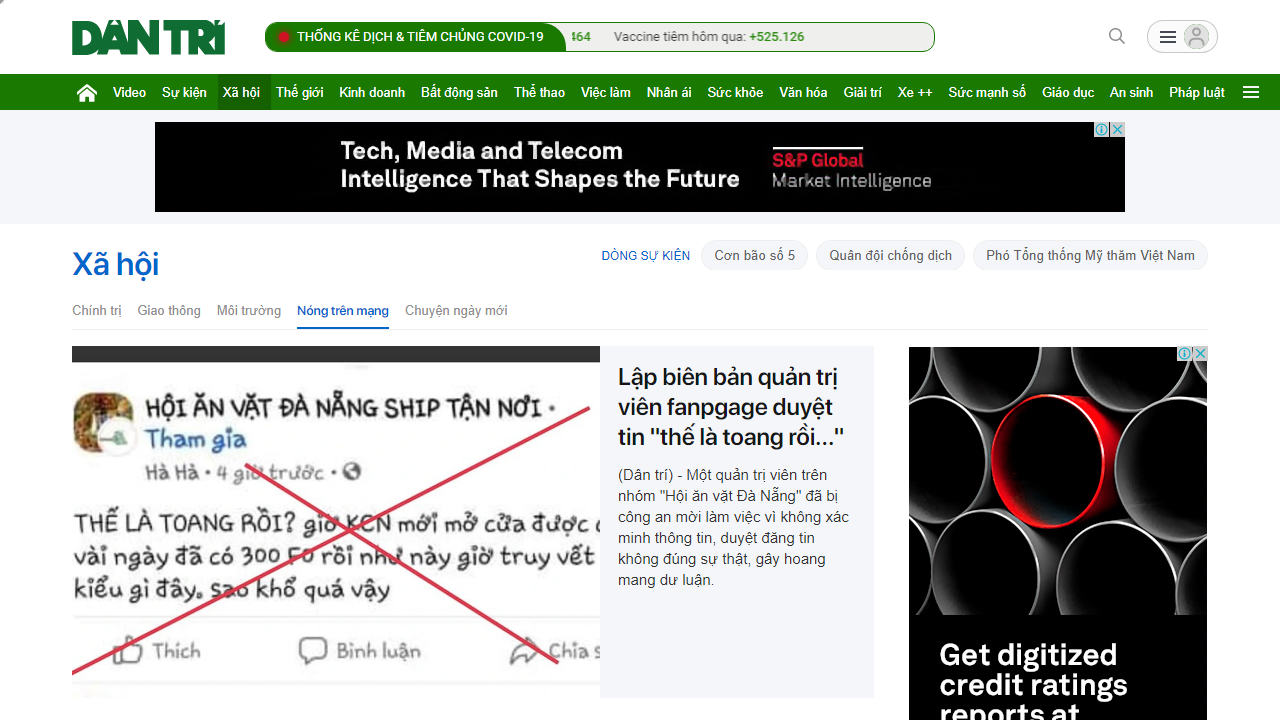 DÂN TRÍ
THỐNG KÊ DỊCH & TIÊM CHỦNG COVID-19
464 Vaccine tiêm hôm qua: +525.126
Video Sự kiện Xã hội Thế giới Kinh doanh Bất động sản Thể thao Việc làm Nhân ái Sức khỏe Văn hóa Giải trí Xe ++ Sức mạnh số Giáo dục An sinh Pháp luật
Tech, Media and Telecom
Intelligence That Shapes the Future
S&P Global
Market Intelligence
Xã hội
DÒNG SỰ KIỆN Cơn bão số 5 Quân đội chống dịch Phó Tổng thống Mỹ thăm Việt Nam
Chính trị Giao thông Môi trường Nóng trên mạng Chuyện ngày mới
HỘI ĂN VẶT ĐÀ NẴNG SHIP TẬN NƠI ·
Tham gia
Hà Hà · 4 giờ trước ·
THẾ LÀ TOANG RỒI? giờ KCN mới mở cửa được
vài ngày đã có 300 F0 rồi như này giờ truy vết
kiểu gì đây. sao khổ quá vậy
Thích Bình luận Chia s
Lập biên bản quản trị
viên fanpgage duyệt
tin "thế là toang rồi..."
(Dân trí) - Một quản trị viên trên
nhóm "Hội ăn vặt Đà Nẵng" đã bị
công an mời làm việc vì không xác
minh thông tin, duyệt đăng tin
không đúng sự thật, gây hoang
mang dư luận.
Get digitized
credit ratings
reports at